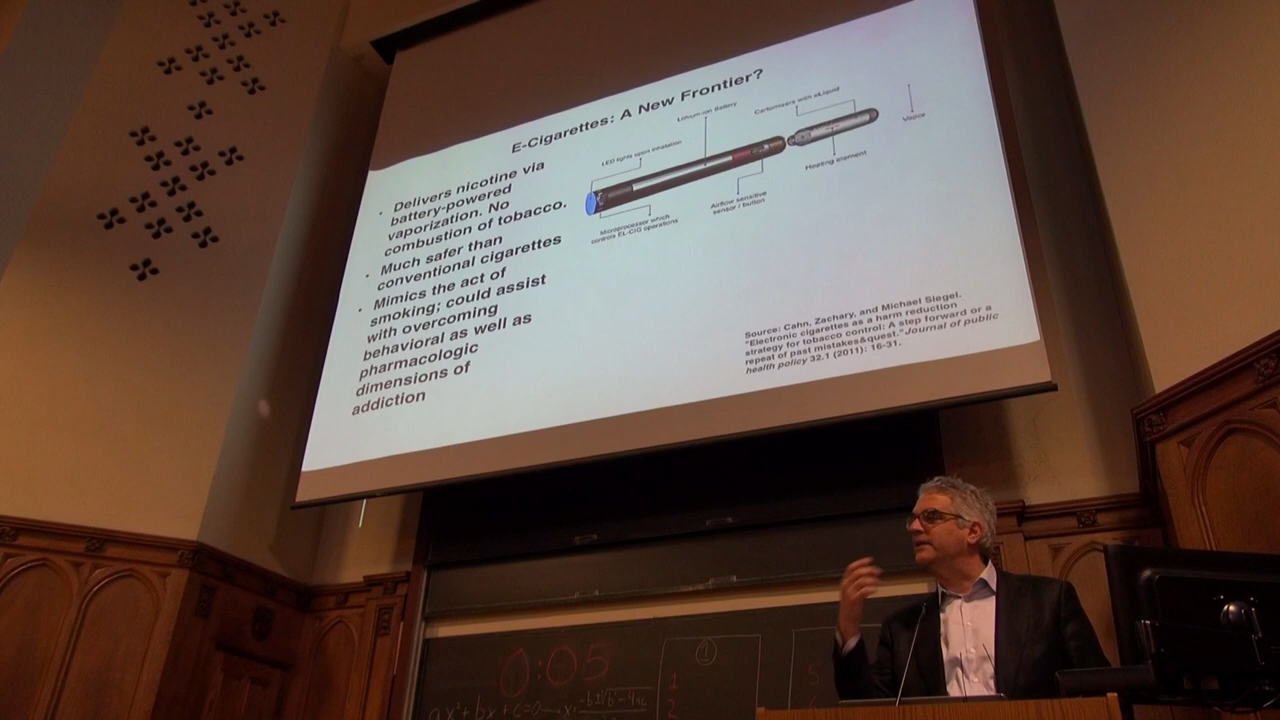 E-Cigarettes: A New Frontier?
• Delivers nicotine via
battery-powered
vaporization. No
combustion of tobacco.
• Much safer than
conventional cigarettes
• Mimics the act of
smoking; could assist
with overcoming
behavioral as well as
pharmacologic
dimensions of
addiction
LED lights upon inhalation
Lithium-ion Battery
Cartomizers with eLiquid
Vapor
Heating element
Airflow sensitive
sensor / button
Microprocessor which
controls EL-CIG operations
Source: Cahn, Zachary, and Michael Siegel.
"Electronic cigarettes as a harm reduction
strategy for tobacco control: A step forward or a
repeat of past mistakes&quest." Journal of public
health policy 32.1 (2011): 16-31.
0:05
1
1
2
5